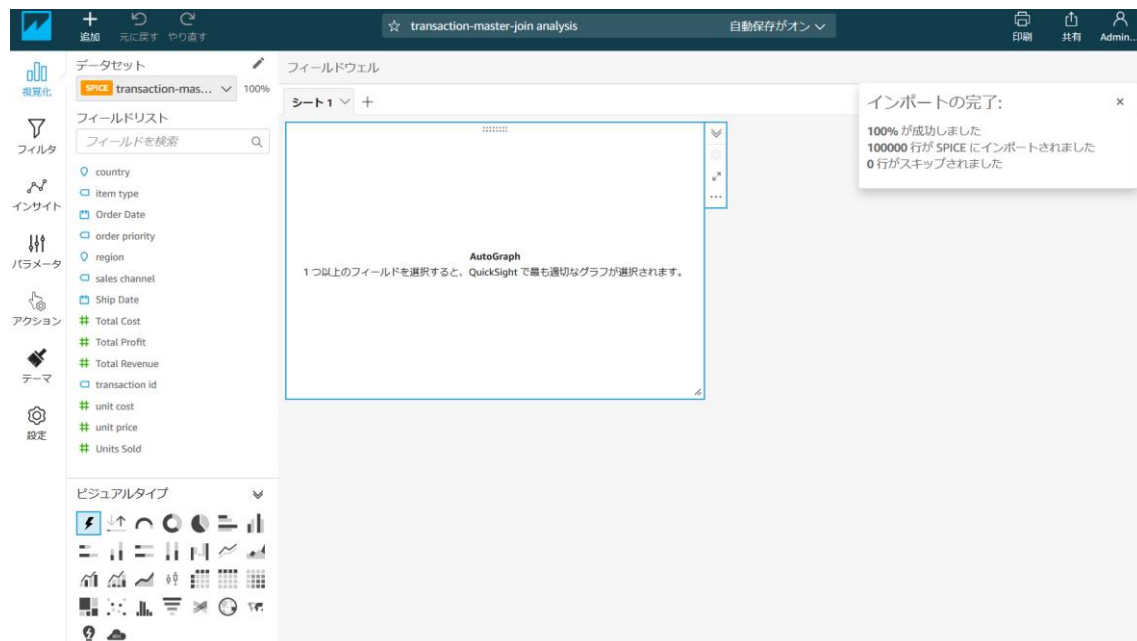 追加
元に戻す
やり直す
transaction-master-join analysis
自動保存がオン
印刷
共有
Admin...
視覚化
フィルタ
インサイト
パラメータ
アクション
テーマ
設定
データセット
SPICE transaction-mas... 100%
フィールドリスト
フィールドを検索
country
item type
Order Date
order priority
region
sales channel
Ship Date
Total Cost
Total Profit
Total Revenue
transaction id
unit cost
unit price
Units Sold
ビジュアルタイプ
フィールドウェル
シート 1
AutoGraph
1 つ以上のフィールドを選択すると、QuickSight で最も適切なグラフが選択されます。
インポートの完了:
100% が成功しました
100000 行が SPICE にインポートされました
0 行がスキップされました